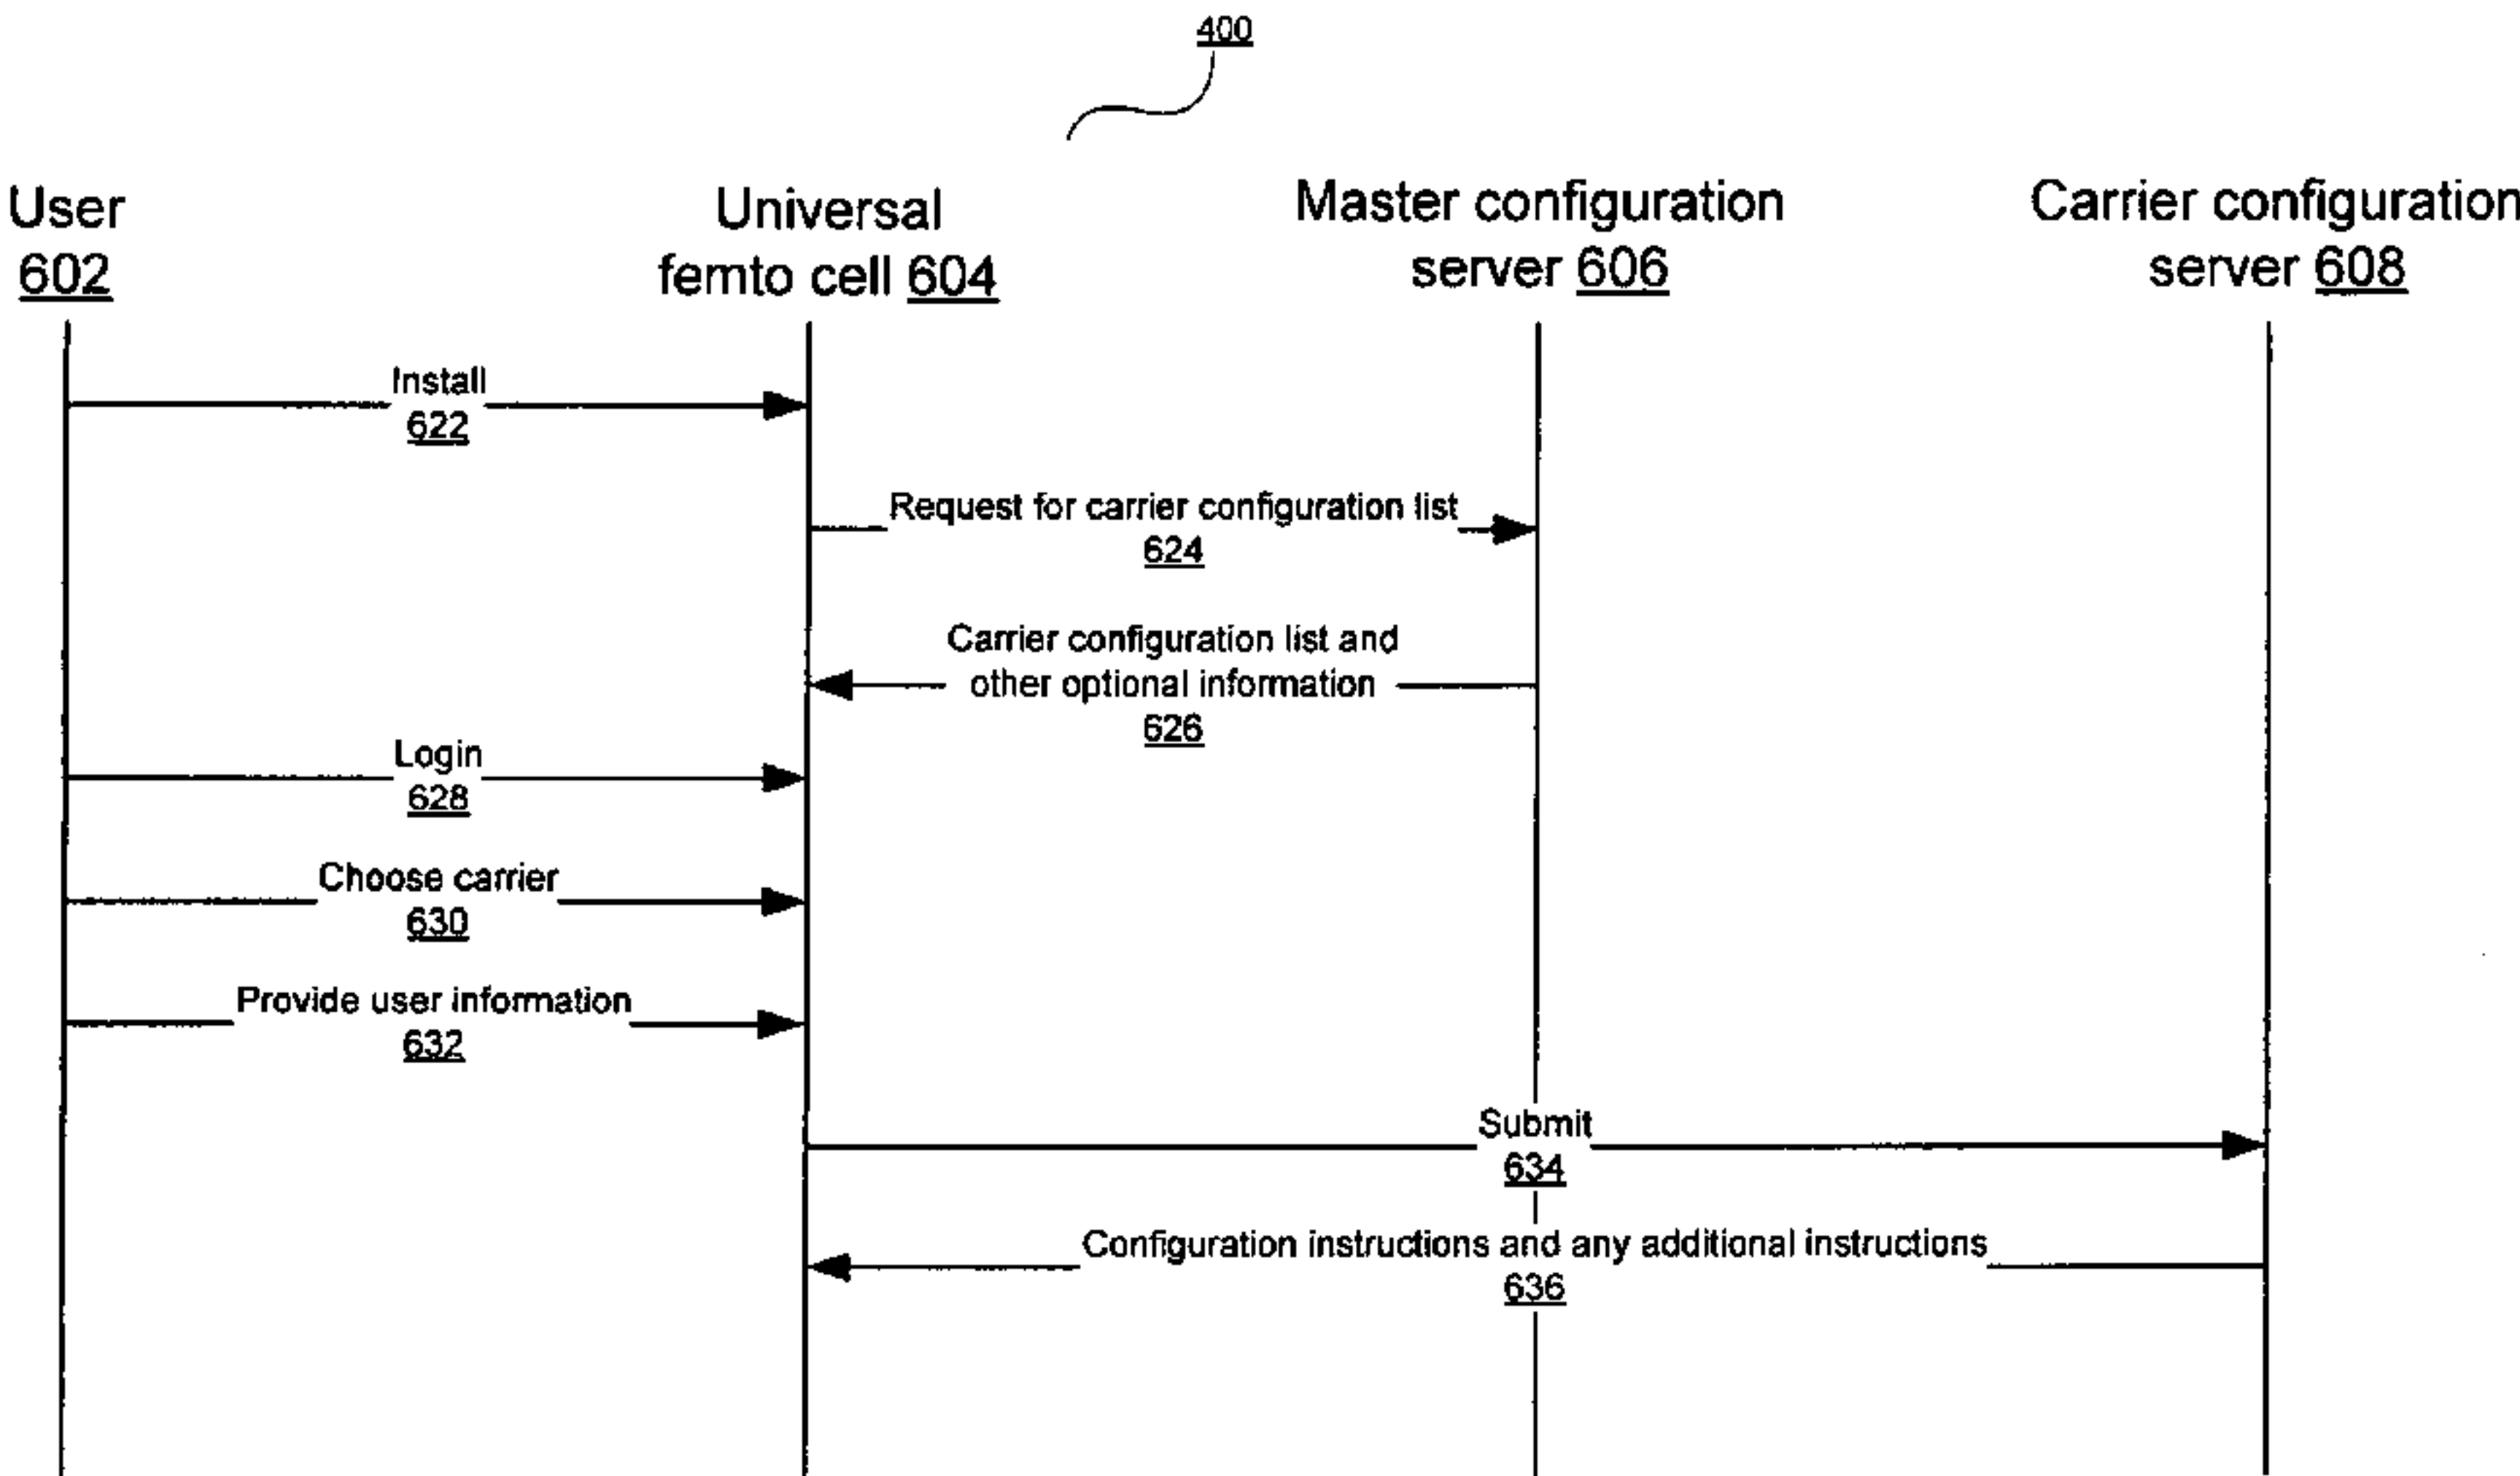 400
User
602
Universal
femto cell 604
Master configuration
server 606
Carrier configuration
server 608
Install
622
Request for carrier configuration list
624
Carrier configuration list and
other optional information
626
Login
628
Choose carrier
630
Provide user information
632
Submit
634
Configuration instructions and any additional instructions
636